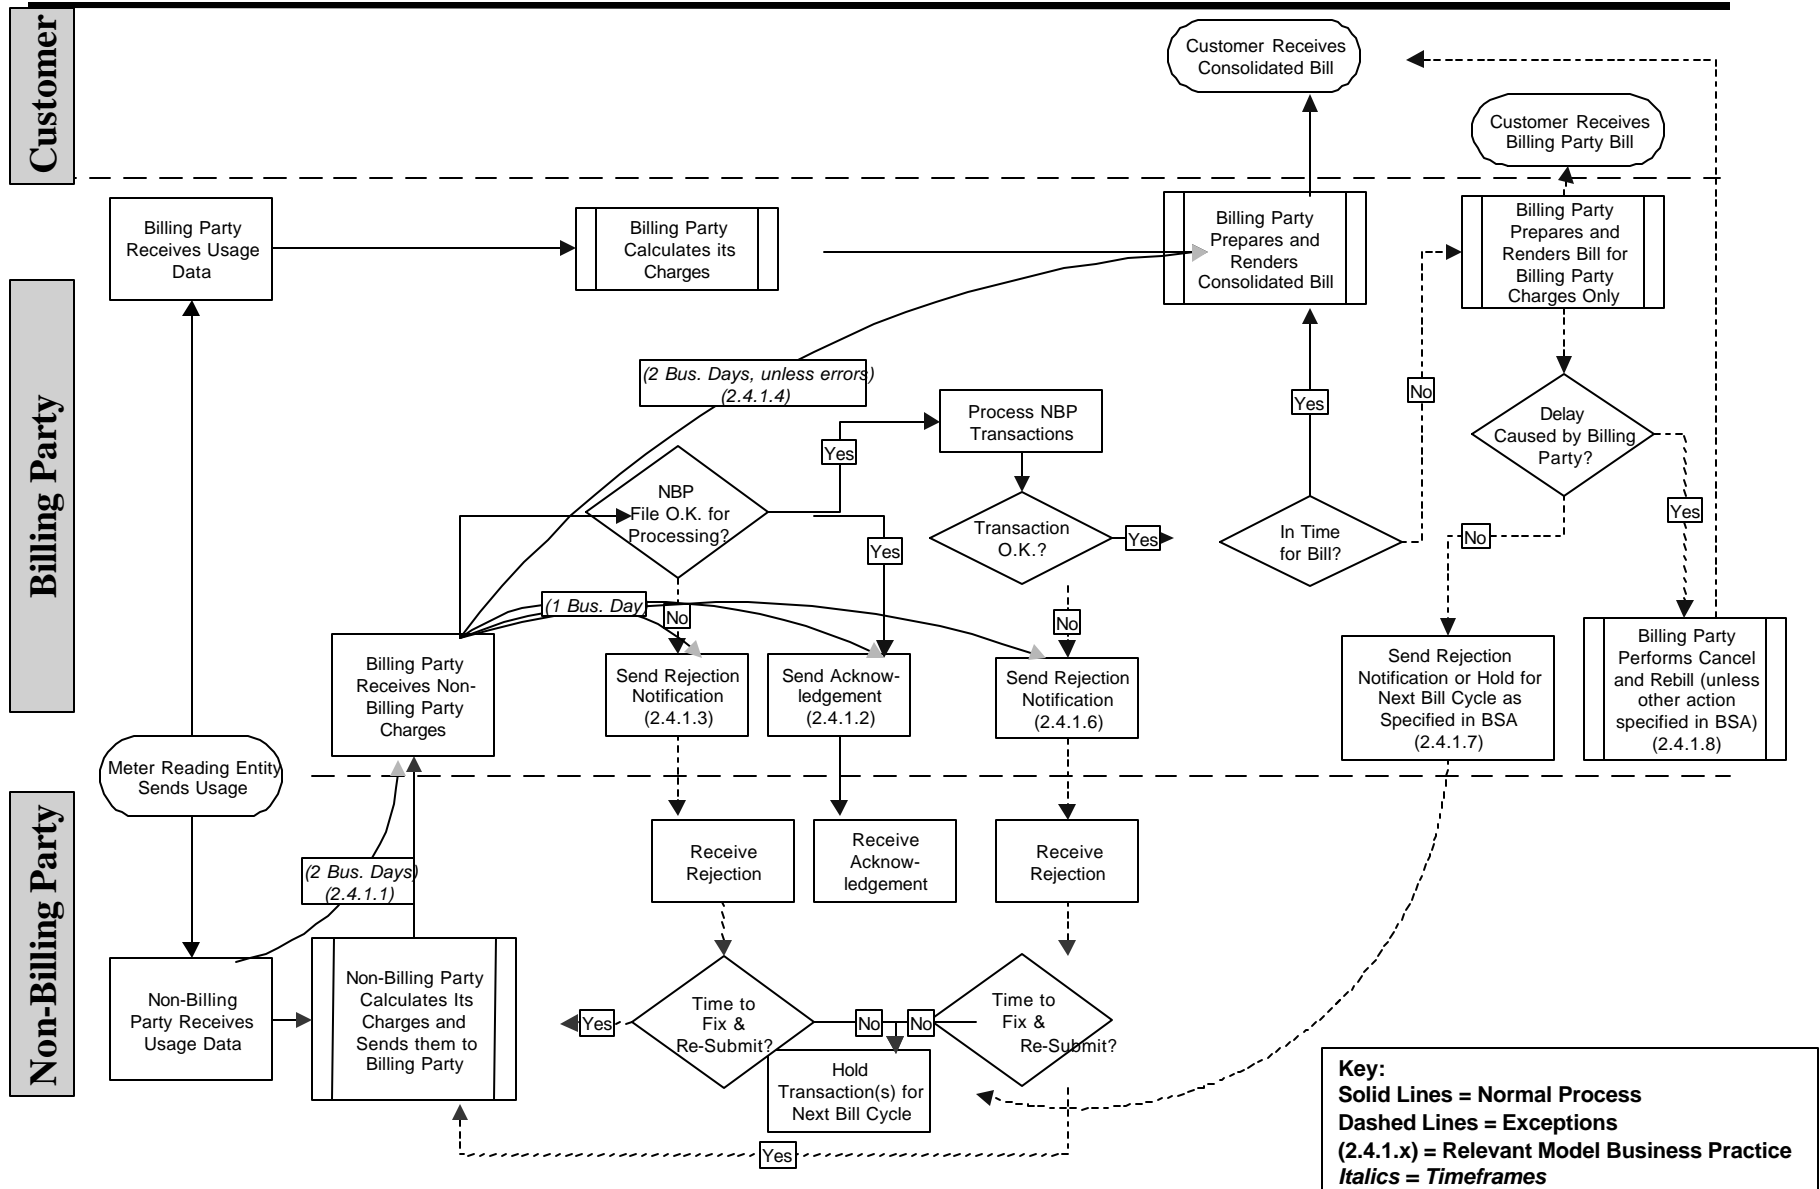 Customer
Customer Receives
Consolidated Bill
Customer Receives
Billing Party Bill
Billing Party
Billing Party
Receives Usage
Data
Billing Party
Calculates its
Charges
Billing Party
Prepares and
Renders
Consolidated Bill
Billing Party
Prepares and
Renders Bill for
Billing Party
Charges Only
(2 Bus. Days, unless errors)
(2.4.1.4)
Process NBP
Transactions
Yes
No
Delay
Caused by Billing
Party?
Yes
NBP
File O.K. for
Processing?
Yes
Transaction
O.K.?
Yes
In Time
for Bill?
No
Yes
(1 Bus. Day
No
No
Billing Party
Receives Non-
Billing Party
Charges
Send Rejection
Notification
(2.4.1.3)
Send Acknow-
ledgement
(2.4.1.2)
Send Rejection
Notification
(2.4.1.6)
Send Rejection
Notification or Hold for
Next Bill Cycle as
Specified in BSA
(2.4.1.7)
Billing Party
Performs Cancel
and Rebill (unless
other action
specified in BSA)
(2.4.1.8)
Meter Reading Entity
Sends Usage
Non-Billing Party
(2 Bus. Days)
(2.4.1.1)
Receive
Rejection
Receive
Acknow-
ledgement
Receive
Rejection
Non-Billing
Party Receives
Usage Data
Non-Billing Party
Calculates Its
Charges and
Sends them to
Billing Party
Yes
Time to
Fix &
Re-Submit?
No
No
Time to
Fix &
Re-Submit?
Hold
Transaction(s) for
Next Bill Cycle
Yes
Key:
Solid Lines = Normal Process
Dashed Lines = Exceptions
(2.4.1.x) = Relevant Model Business Practice
Italics = Timeframes